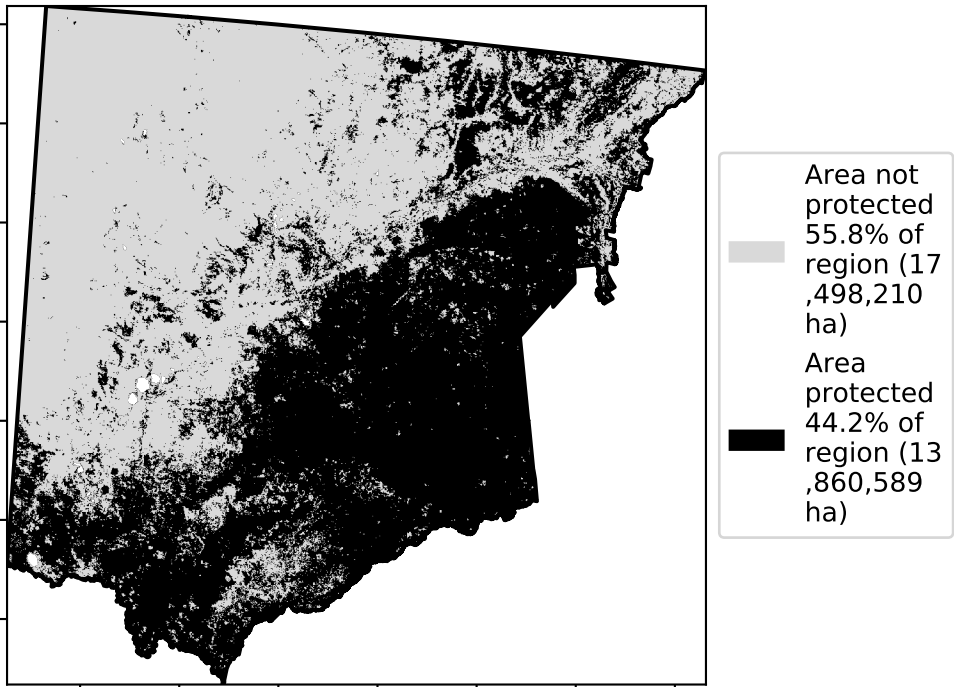 Area not
protected
55.8% of
region (17
,498,210
ha)
Area
protected
44.2% of
region (13
,860,589
ha)